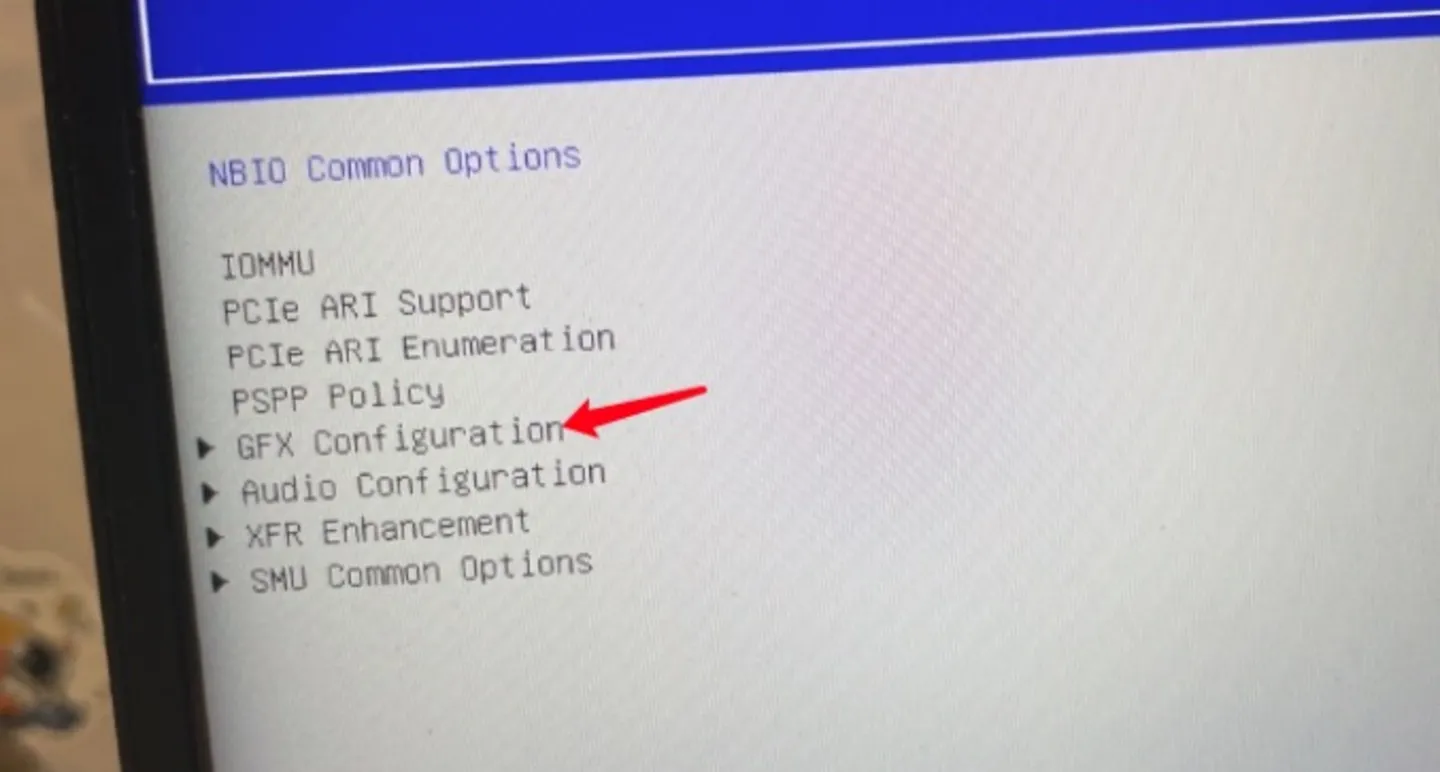 NBIO Common Options
IOMMU
PCIe ARI Support
PCIe ARI Enumeration
PSPP Policy
GFX Configuration
Audio Configuration
XFR Enhancement
SMU Common Options